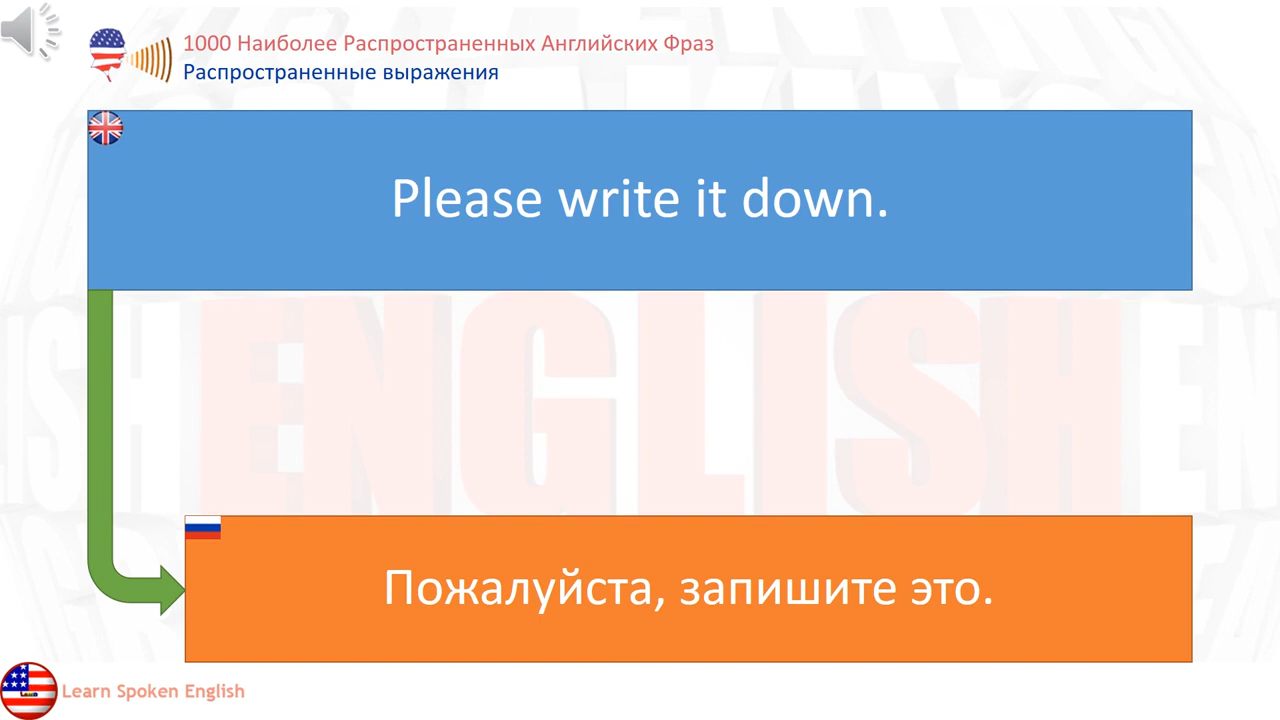 1000 Наиболее Распространенных Английских Фраз
Распространенные выражения
Please write it down.
ENGLISH
Пожалуйста, запишите это.
Learn Spoken English